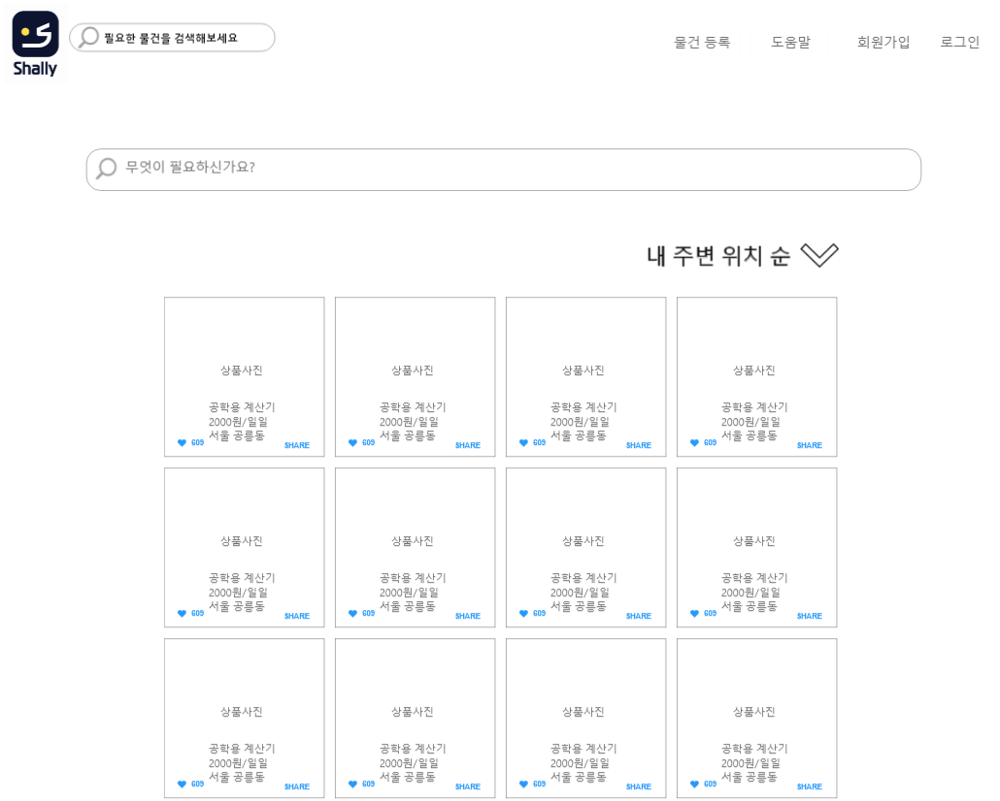 Shally
필요한 물건을 검색해보세요
물건 등록 도움말 회원가입 로그인
무엇이 필요하신가요?
내 주변 위치 순
상품사진 상품사진 상품사진 상품사진
공학용 계산기 공학용 계산기 공학용 계산기 공학용 계산기
2000원/일일 2000원/일일 2000원/일일 2000원/일일
서울 공릉동 서울 공릉동 서울 공릉동 서울 공릉동
609 SHARE 609 SHARE 609 SHARE 609 SHARE
상품사진 상품사진 상품사진 상품사진
공학용 계산기 공학용 계산기 공학용 계산기 공학용 계산기
2000원/일일 2000원/일일 2000원/일일 2000원/일일
서울 공릉동 서울 공릉동 서울 공릉동 서울 공릉동
609 SHARE 609 SHARE 609 SHARE 609 SHARE
상품사진 상품사진 상품사진 상품사진
공학용 계산기 공학용 계산기 공학용 계산기 공학용 계산기
2000원/일일 2000원/일일 2000원/일일 2000원/일일
서울 공릉동 서울 공릉동 서울 공릉동 서울 공릉동
609 SHARE 609 SHARE 609 SHARE 609 SHARE